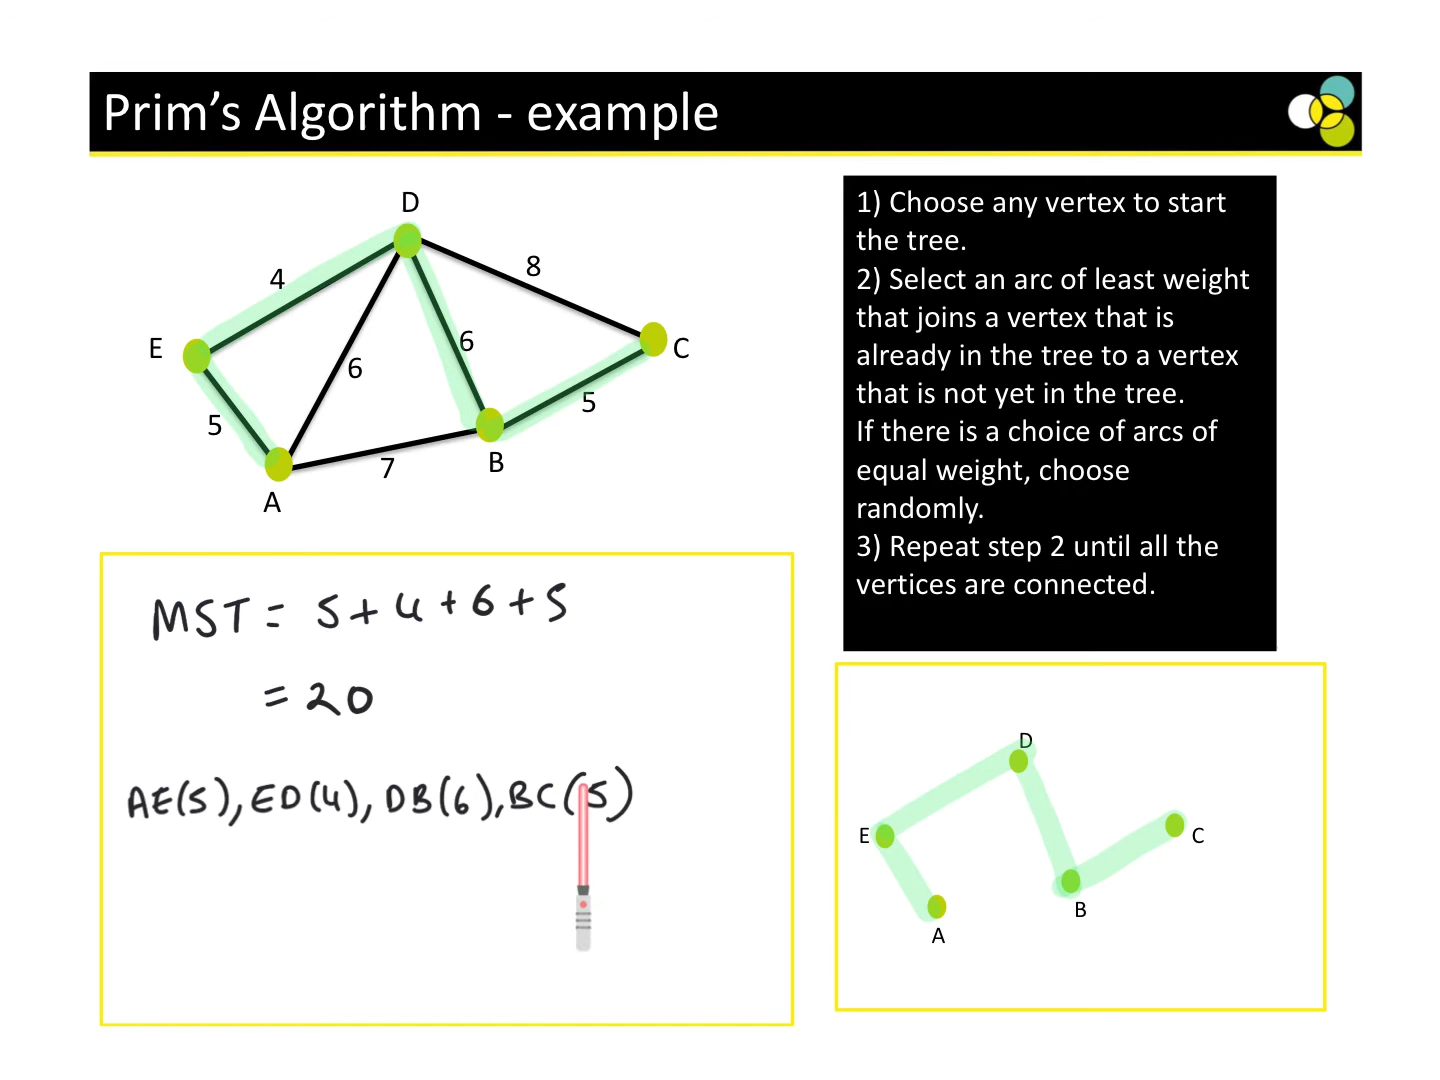 Prim's Algorithm - example
D
4
8
E
6
6
C
5
5
7
B
A
1) Choose any vertex to start
the tree.
2) Select an arc of least weight
that joins a vertex that is
already in the tree to a vertex
that is not yet in the tree.
If there is a choice of arcs of
equal weight, choose
randomly.
3) Repeat step 2 until all the
vertices are connected.
MST = 5+4+6+5
= 20
AE(5), ED(4), DB(6), BC(5)
D
E
C
B
A